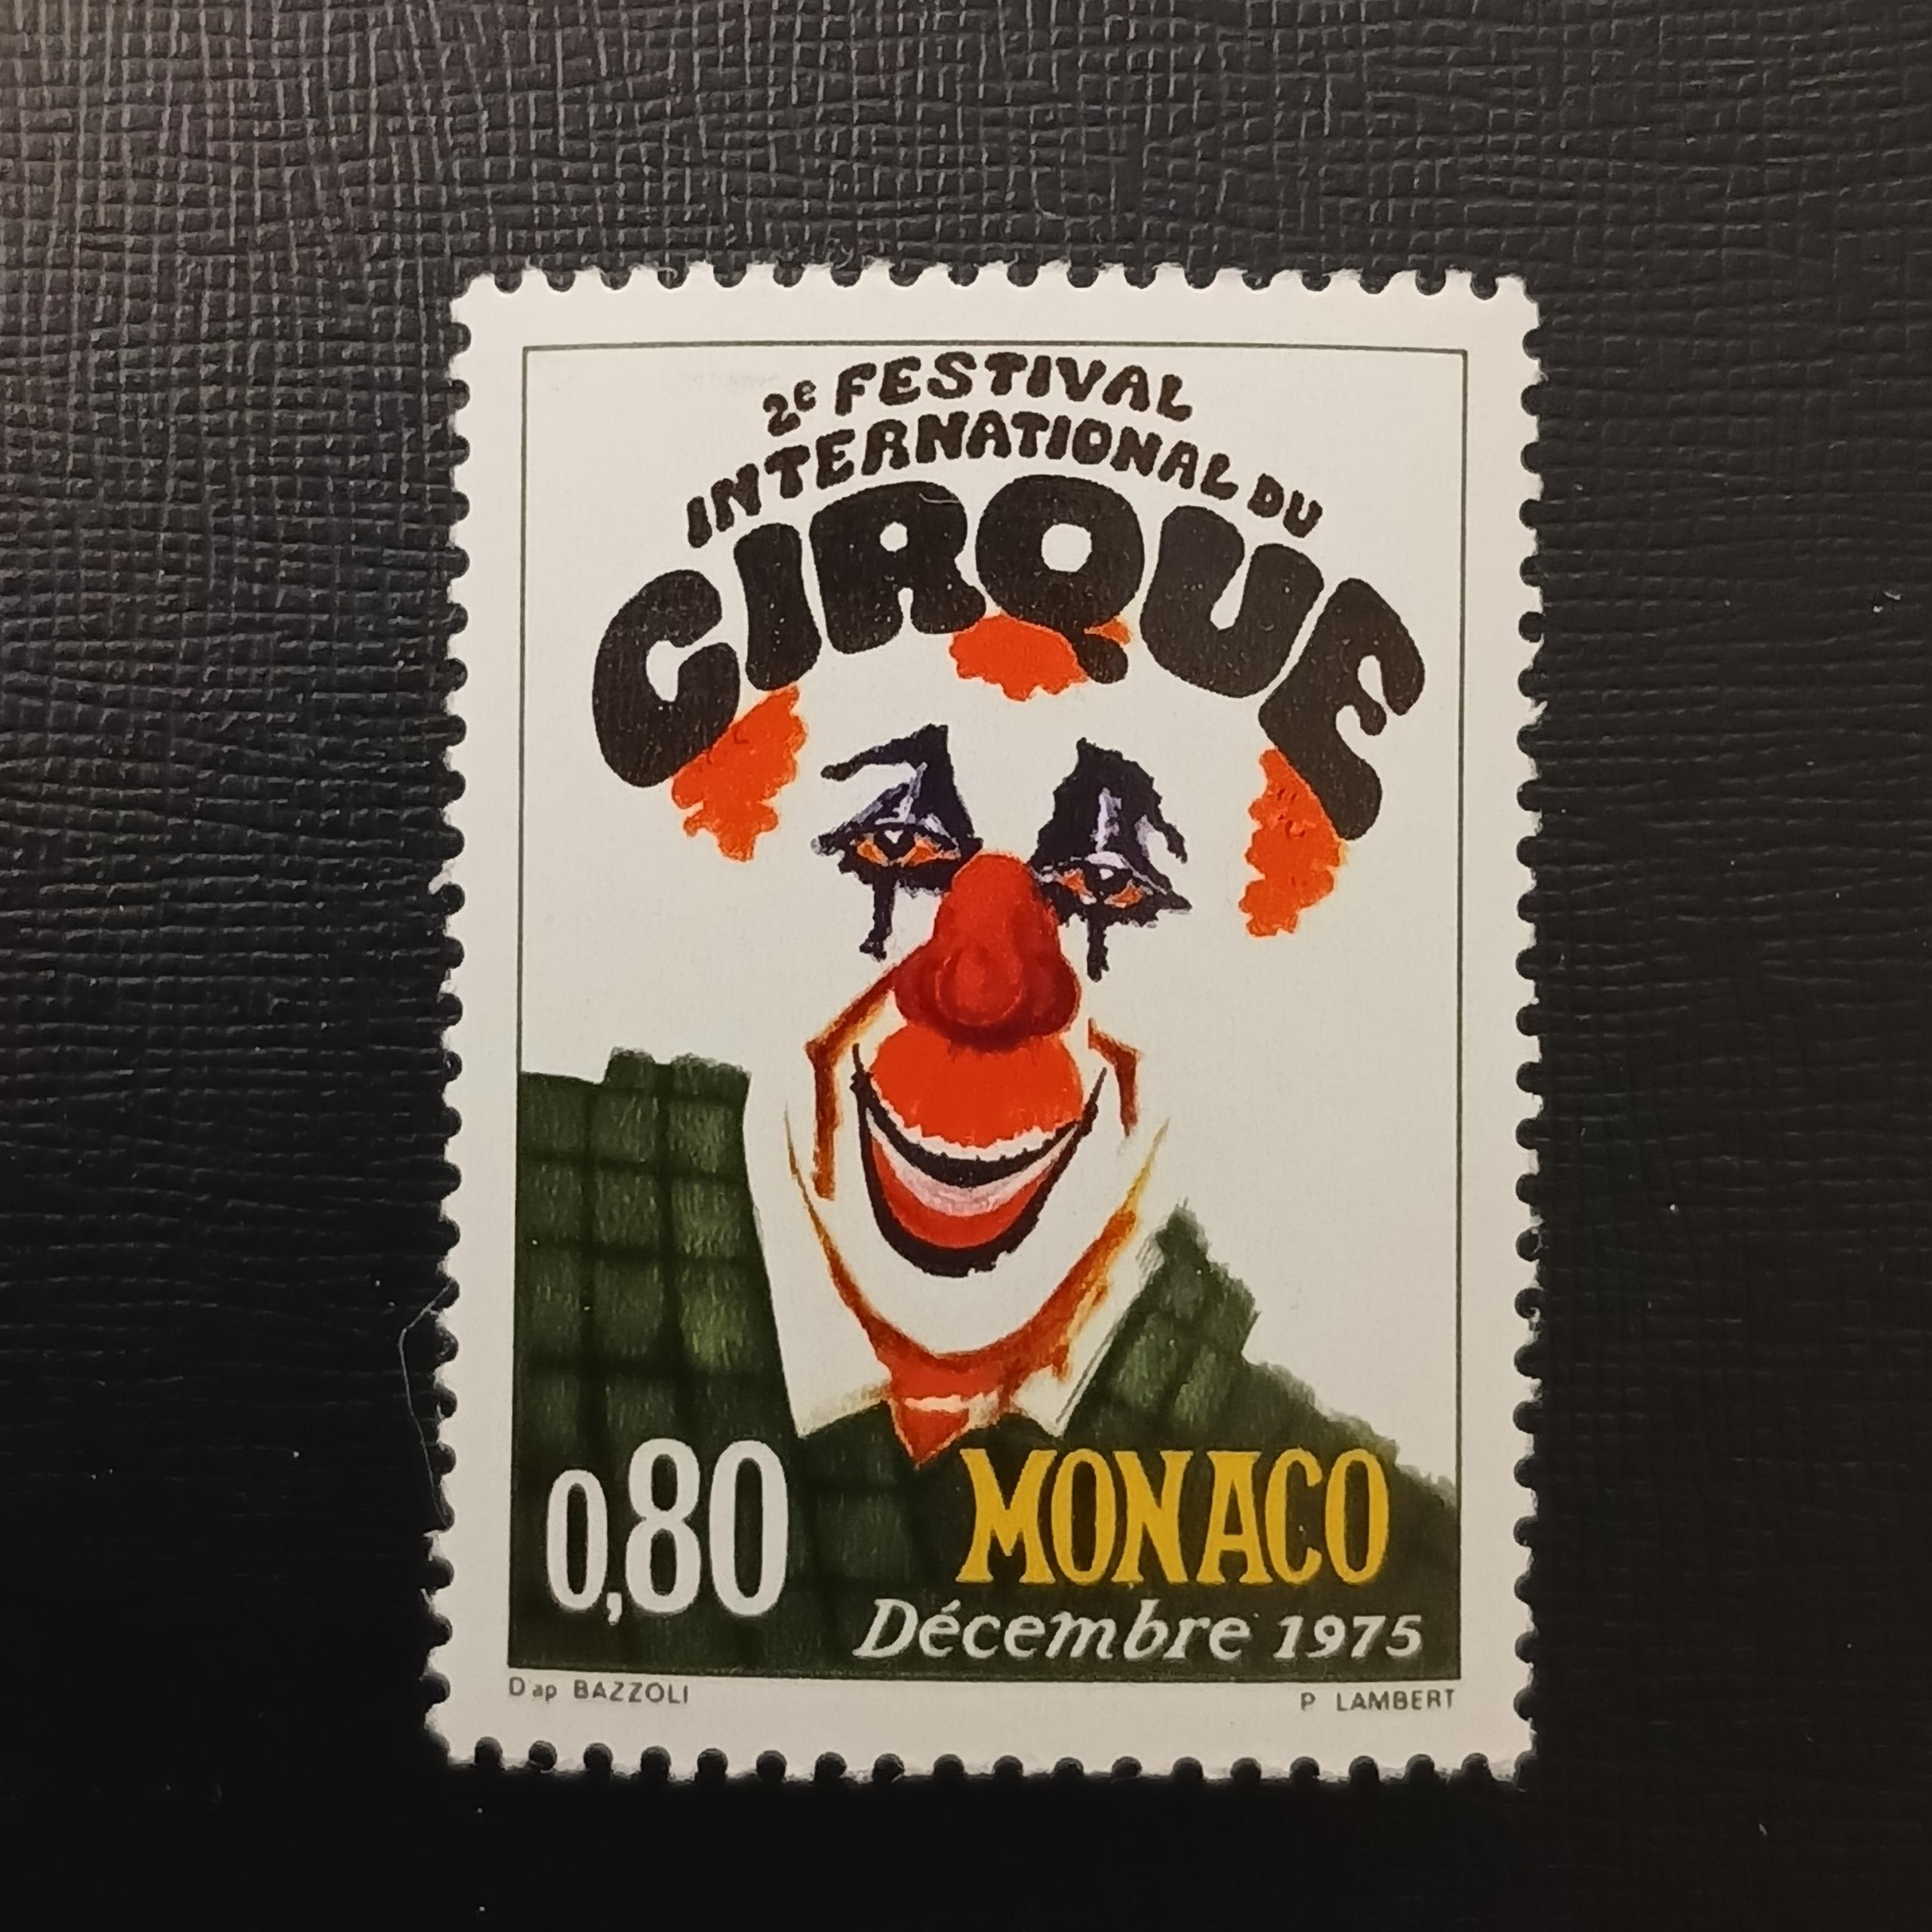 2e FESTIVAL
INTERNATIONAL DU
CIRQUE
0,80
MONACO
Décembre 1975
D ap BAZZOLI
P LAMBERT